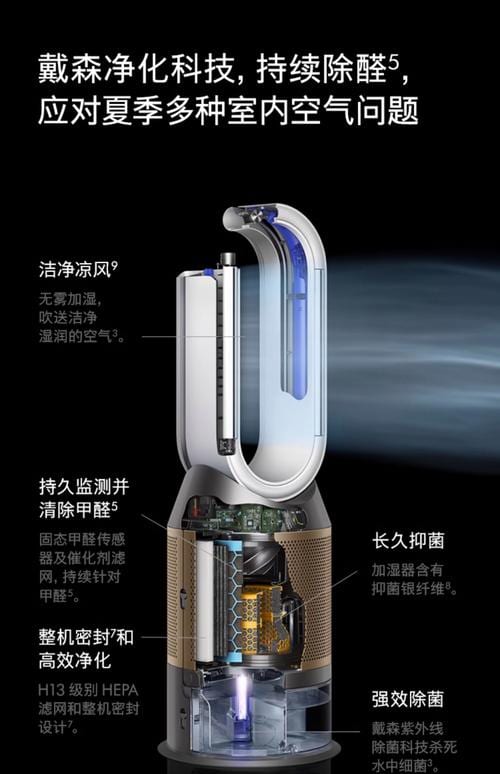 戴森净化科技, 持续除醛⁵,
应对夏季多种室内空气问题
洁净凉风⁹
无雾加湿,
吹送洁净
湿润的空气³。
持久监测并
清除甲醛⁵
固态甲醛传感
器及催化剂滤
网, 持续针对
甲醛⁵。
整机密封⁷和
高效净化
H13 级别 HEPA
滤网和整机密封
设计⁷。
长久抑菌
加湿器含有
抑菌银纤维⁸。
强效除菌
戴森紫外线
除菌科技杀死
水中细菌³。